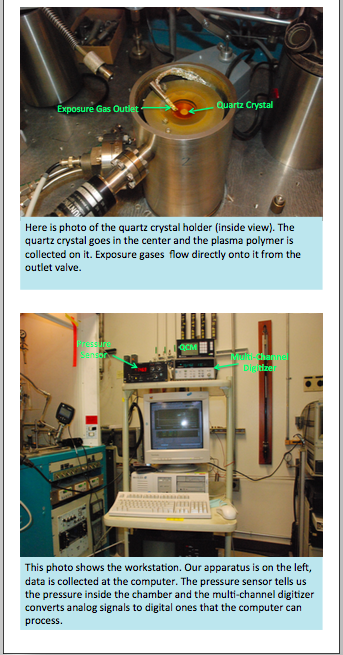 Exposure Gas Outlet
Quartz Crystal
Here is photo of the quartz crystal holder (inside view). The
quartz crystal goes in the center and the plasma polymer is
collected on it. Exposure gases flow directly onto it from the
outlet valve.
Pressure
Sensor
QCM
Multi-Channel
Digitizer
This photo shows the workstation. Our apparatus is on the left,
data is collected at the computer. The pressure sensor tells us
the pressure inside the chamber and the multi-channel digitizer
converts analog signals to digital ones that the computer can
process.